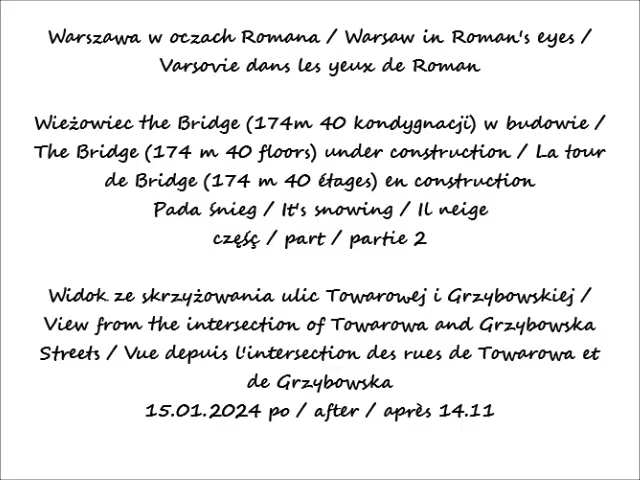 Warszawa w oczach Romana / Warsaw in Roman's eyes /
Varsovie dans les yeux de Roman
Wieżowiec the Bridge (174m 40 kondygnacji) w budowie /
The Bridge (174 m 40 floors) under construction / La tour
de Bridge (174 m 40 étages) en construction
Pada śnieg / It's snowing / Il neige
część / part / partie 2
Widok ze skrzyżowania ulic Towarowej i Grzybowskiej /
View from the intersection of Towarowa and Grzybowska
Streets / Vue depuis l'intersection des rues de Towarowa et
de Grzybowska
15.01.2024 po / after / après 14.11